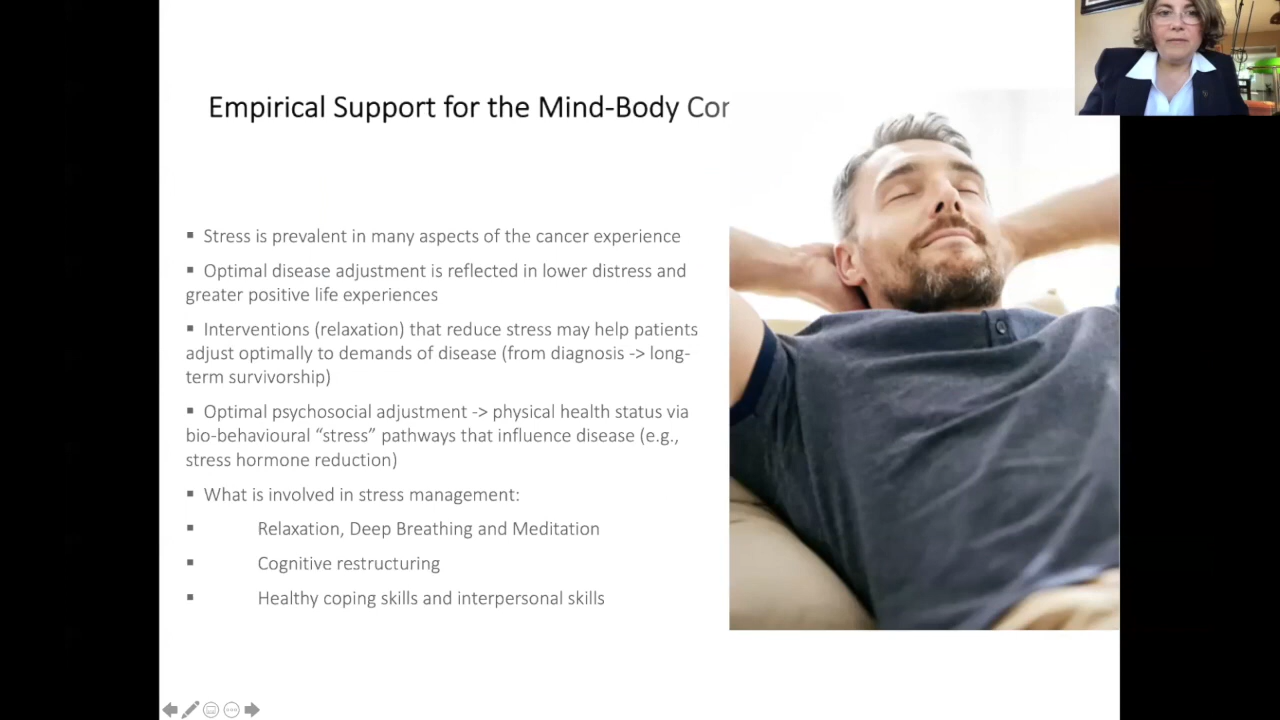 Empirical Support for the Mind-Body Cor
▪ Stress is prevalent in many aspects of the cancer experience
▪ Optimal disease adjustment is reflected in lower distress and
greater positive life experiences
▪ Interventions (relaxation) that reduce stress may help patients
adjust optimally to demands of disease (from diagnosis -> long-
term survivorship)
▪ Optimal psychosocial adjustment -> physical health status via
bio-behavioural “stress” pathways that influence disease (e.g.,
stress hormone reduction)
▪ What is involved in stress management:
▪ Relaxation, Deep Breathing and Meditation
▪ Cognitive restructuring
▪ Healthy coping skills and interpersonal skills